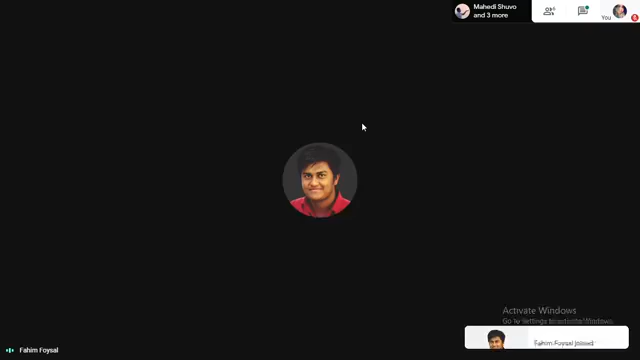 Mahedi Shuvo
and 3 more
You
Activate Windows
Go to Settings to activate Windows.
Fahim Foysal joined
Fahim Foysal